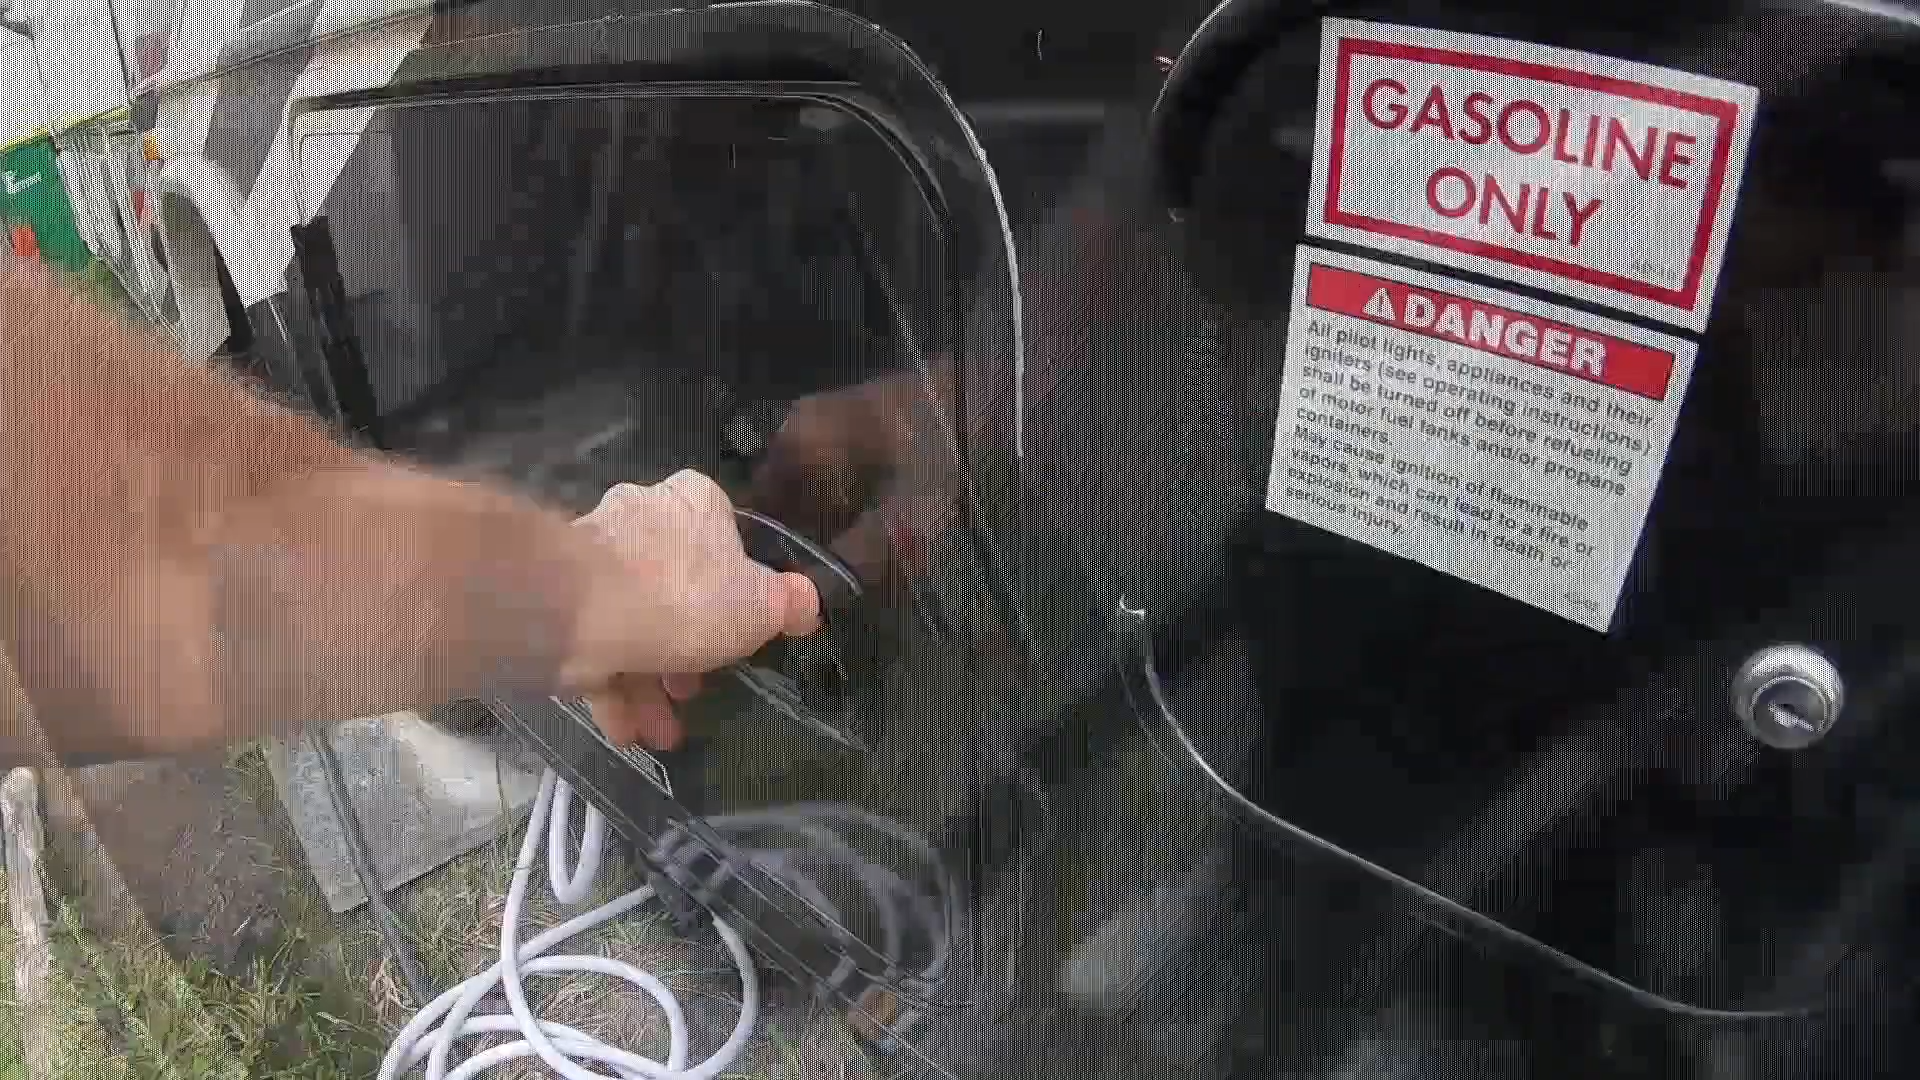 GASOLINE
ONLY
DANGER
All pilot lights, appliances and their
igniters (see operating instructions)
shall be turned off before refueling
of motor fuel tanks and/or propane
containers.
May cause ignition of flammable
vapors, which can lead to a fire or
explosion and result in death or
serious injury.